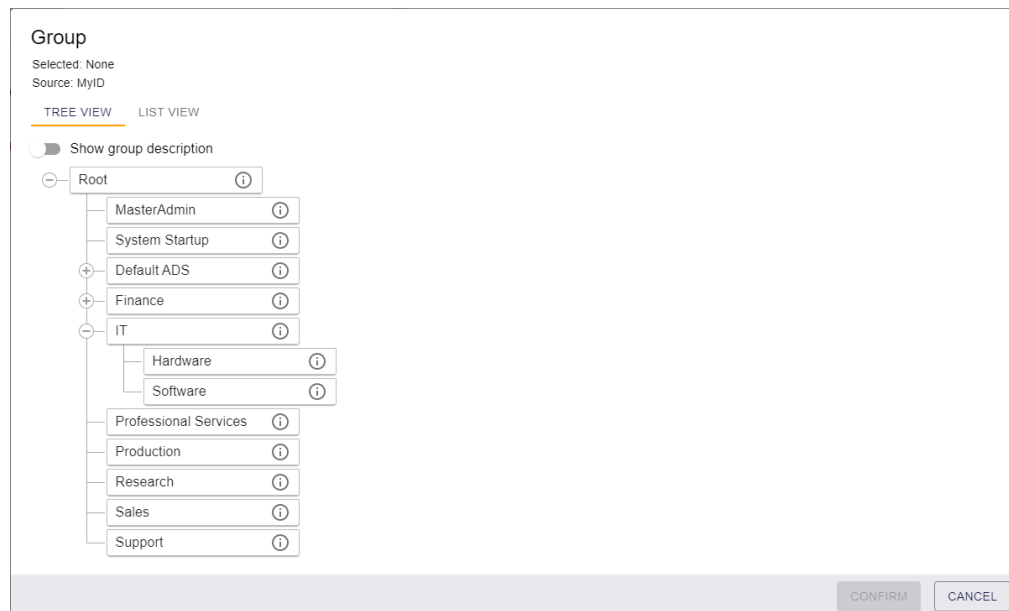 Group
Selected: None
Source: MyID
TREE VIEW LIST VIEW
Show group description
Root
MasterAdmin
System Startup
Default ADS
Finance
IT
Hardware
Software
Professional Services
Production
Research
Sales
Support
CONFIRM CANCEL